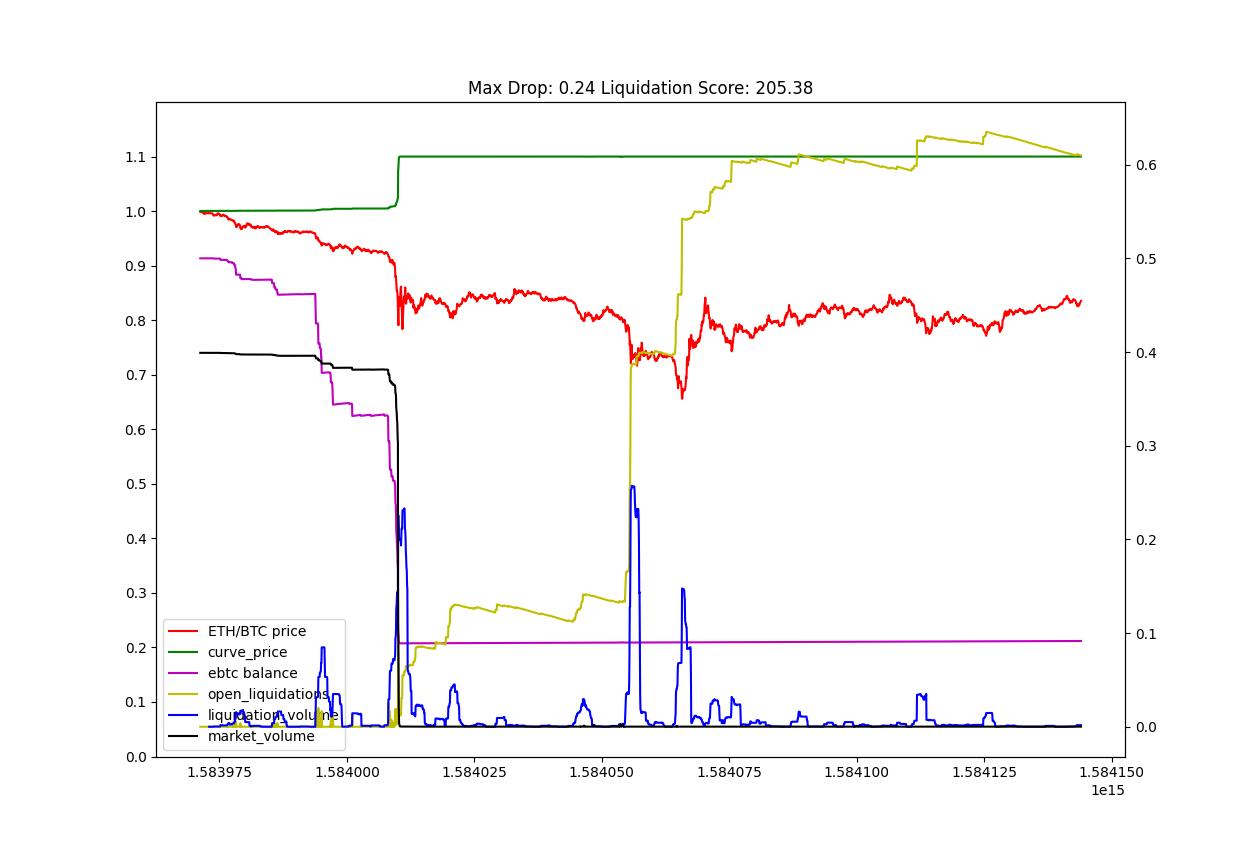 Max Drop: 0.24 Liquidation Score: 205.38
1.1
1.0
0.9
0.8
0.7
0.6
0.5
0.4
0.3
0.2
0.1
0.0
0.6
0.5
0.4
0.3
0.2
0.1
0.0
ETH/BTC price
curve_price
ebtc balance
open_liquidations
liquidation_volume
market_volume
1.583975 1.584000 1.584025 1.584050 1.584075 1.584100 1.584125 1.584150
1e15